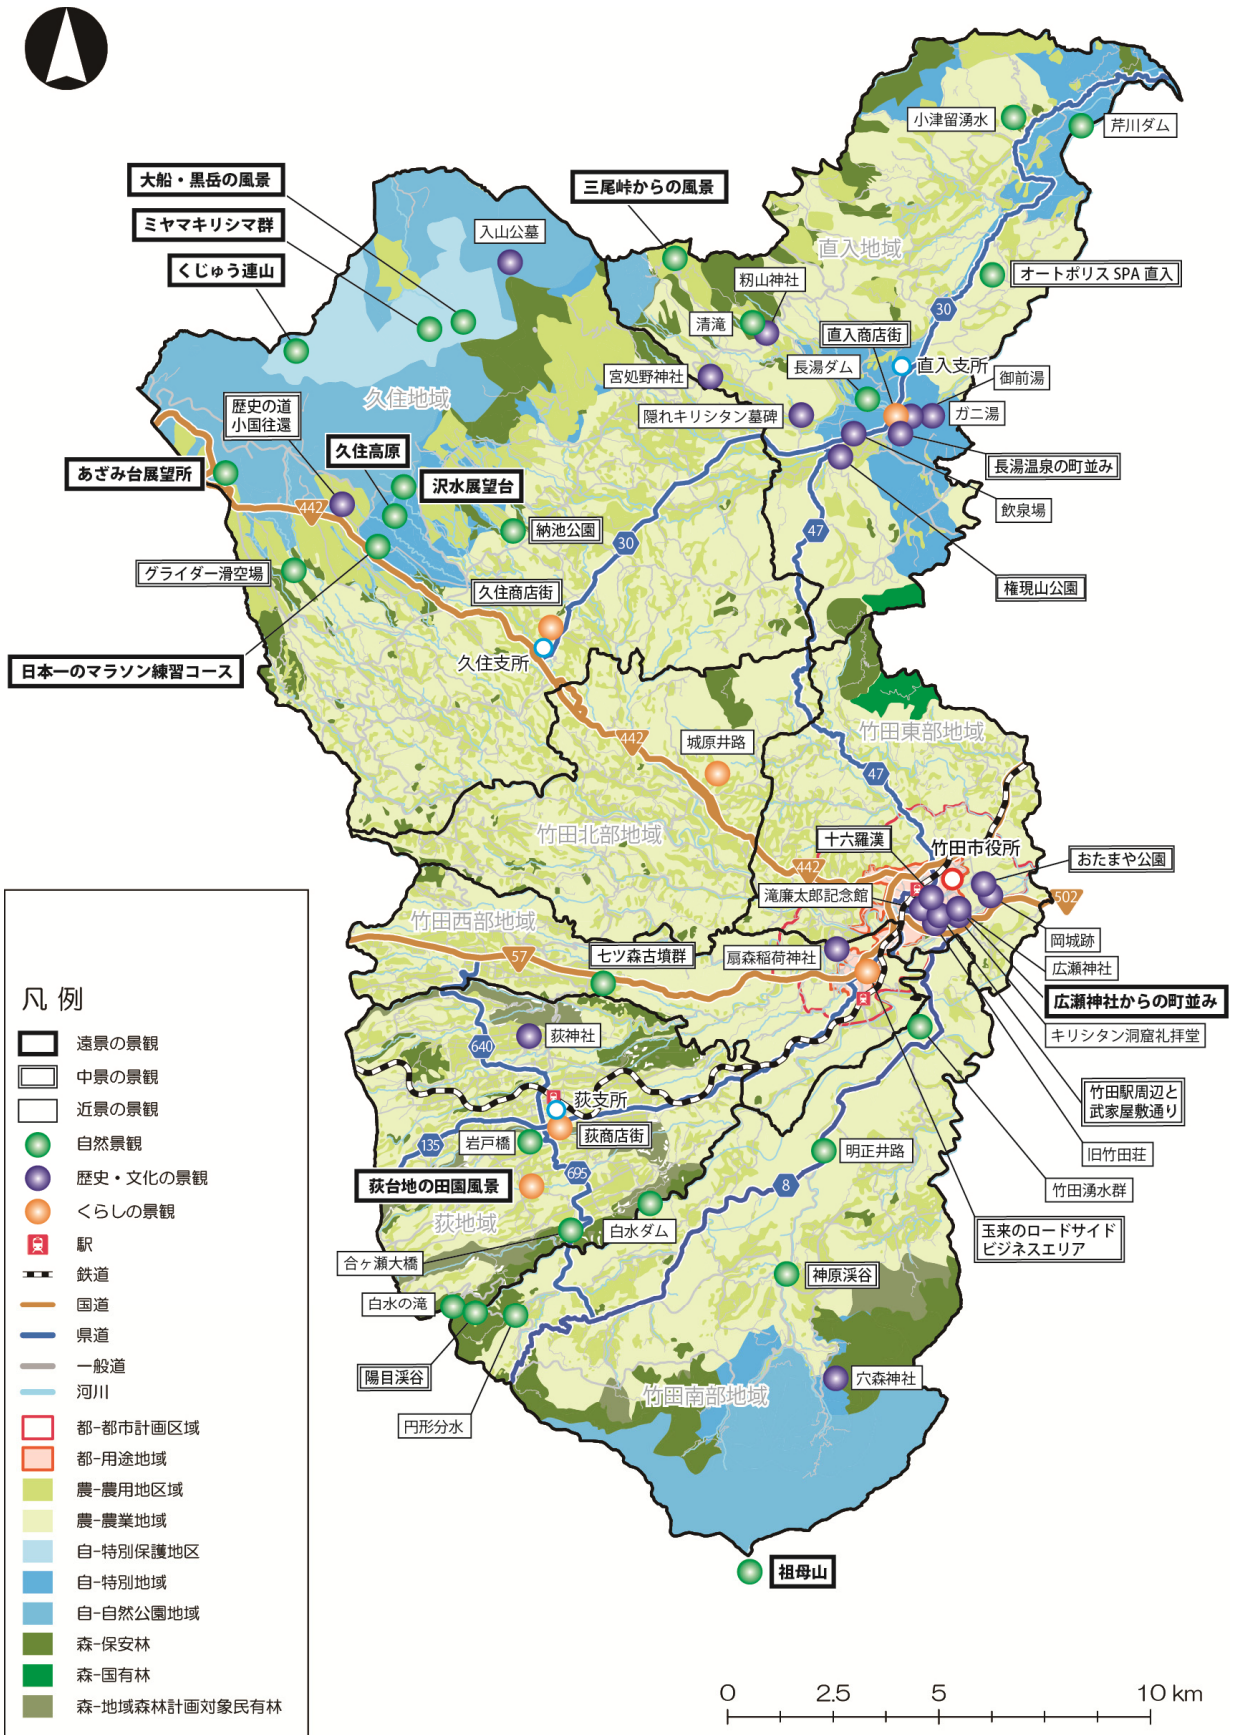 小津留湧水
芹川ダム
大船・黒岳の風景
三尾峠からの風景
ミヤマキリシマ群
入山公墓
くじゅう連山
直入地域
籾山神社
オートポリス SPA 直入
清滝
30
直入商店街
直入支所
長湯ダム
宮処野神社
御前湯
久住地域
歴史の道
小国往還
隠れキリシタン墓碑
ガニ湯
久住高原
長湯温泉の町並み
あざみ台展望所
沢水展望台
442
飲泉場
納池公園
30
47
グライダー滑空場
権現山公園
久住商店街
日本一のマラソン練習コース
久住支所
竹田東部地域
442
城原井路
47
竹田北部地域
十六羅漢
竹田市役所
おたまや公園
442
滝廉太郎記念館
502
竹田西部地域
岡城跡
57
七ツ森古墳群
扇森稲荷神社
広瀬神社
広瀬神社からの町並み
荻神社
キリシタン洞窟礼拝堂
640
荻支所
竹田駅周辺と
武家屋敷通り
135
岩戸橋
荻商店街
明正井路
旧竹田荘
695
8
竹田湧水群
荻台地の田園風景
荻地域
白水ダム
玉来のロードサイド
ビジネスエリア
合ヶ瀬大橋
神原渓谷
白水の滝
陽目渓谷
穴森神社
竹田南部地域
円形分水
祖母山
凡 例
遠景の景観
中景の景観
近景の景観
自然景観
歴史・文化の景観
くらしの景観
駅
鉄道
国道
県道
一般道
河川
都-都市計画区域
都-用途地域
農-農用地区域
農-農業地域
自-特別保護地区
自-特別地域
自-自然公園地域
森-保安林
森-国有林
森-地域森林計画対象民有林
0 2.5 5 10 km